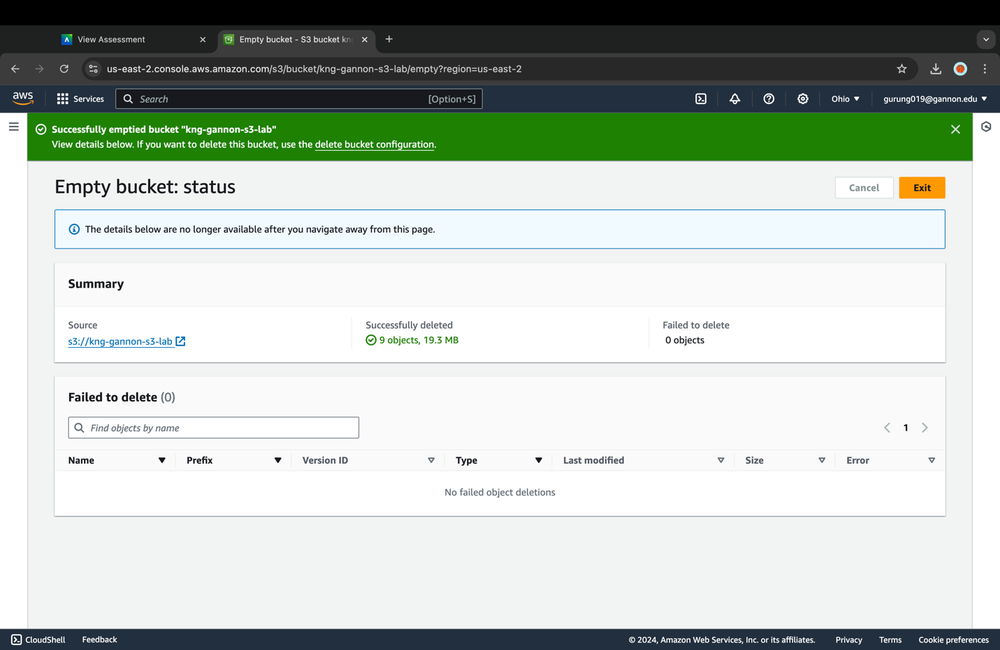 View Assessment
Empty bucket - S3 bucket kn
us-east-2.console.aws.amazon.com/s3/bucket/kng-gannon-s3-lab/empty?region=us-east-2
aws
Services
Search
[Option+S]
Ohio
gurung019@gannon.edu
Successfully emptied bucket "kng-gannon-s3-lab"
View details below. If you want to delete this bucket, use the delete bucket configuration.
Empty bucket: status
Cancel
Exit
The details below are no longer available after you navigate away from this page.
Summary
Source
s3://kng-gannon-s3-lab
Successfully deleted
9 objects, 19.3 MB
Failed to delete
0 objects
Failed to delete (0)
Find objects by name
1
Name
Prefix
Version ID
Type
Last modified
Size
Error
No failed object deletions
CloudShell
Feedback
© 2024, Amazon Web Services, Inc. or its affiliates.
Privacy
Terms
Cookie preferences